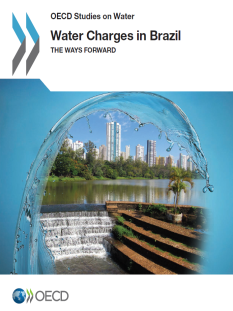 OECD Studies on Water
Water Charges in Brazil
THE WAYS FORWARD
OECD